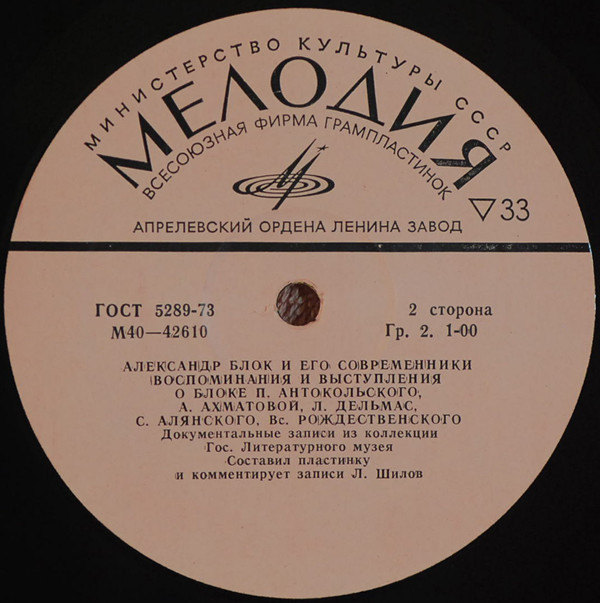 МИНИСТЕРСТВО КУЛЬТУРЫ СССР
МЕЛОДИЯ
ВСЕСОЮЗНАЯ ФИРМА ГРАМПЛАСТИНОК
▽33
АПРЕЛЕВСКИЙ ОРДЕНА ЛЕНИНА ЗАВОД
ГОСТ 5289-73
2 сторона
М40—42610
Гр. 2. 1-00
АЛЕКСАНДР БЛОК И ЕГО СОВРЕМЕННИКИ
ВОСПОМИНАНИЯ И ВЫСТУПЛЕНИЯ
О БЛОКЕ П. АНТОКОЛЬСКОГО,
А. АХМАТОВОЙ, Л. ДЕЛЬМАС,
С. АЛЯНСКОГО, Вс. РОЖДЕСТВЕНСКОГО
Документальные записи из коллекции
Гос. Литературного музея
Составил пластинку
и комментирует записи Л. Шилов